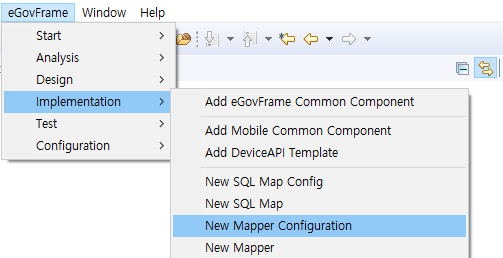 eGovFrame Window Help
Start
Analysis
Design
Implementation
Test
Configuration
Add eGovFrame Common Component
Add Mobile Common Component
Add DeviceAPI Template
New SQL Map Config
New SQL Map
New Mapper Configuration
New Mapper